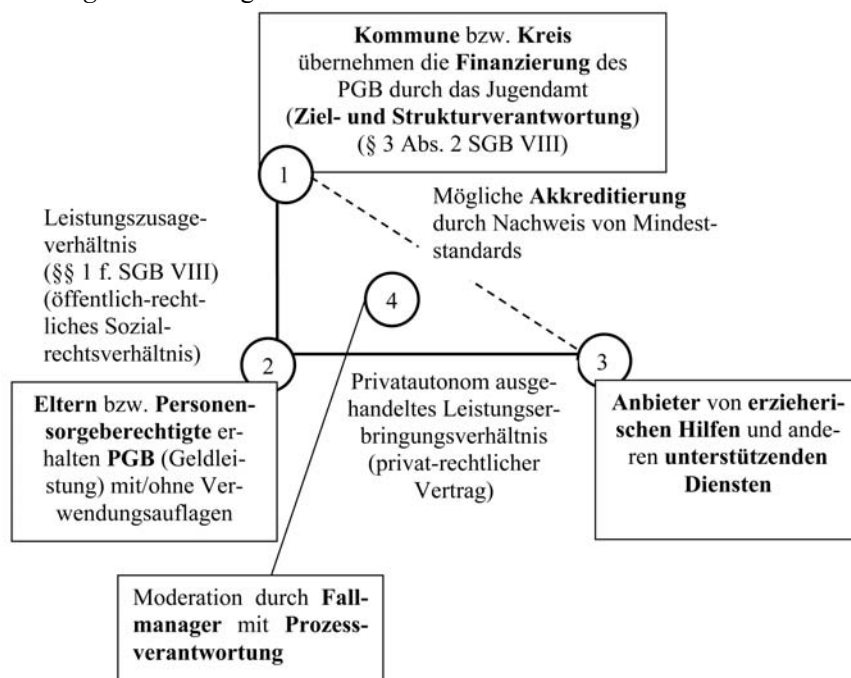 Kommune bzw. Kreis
übernehmen die Finanzierung des
PGB durch das Jugendamt
(Ziel- und Strukturverantwortung)
(§ 3 Abs. 2 SGB VIII)
1
Mögliche Akkreditierung
durch Nachweis von Mindest-
standards
Leistungszusage-
verhältnis
(§§ 1 f. SGB VIII)
(öffentlich-recht-
liches Sozial-
rechtsverhältnis)
4
2
3
Privatautonom ausge-
handeltes Leistungser-
bringungsverhältnis
(privat-rechtlicher
Vertrag)
Eltern bzw. Personen-
sorgeberechtigte er-
halten PGB (Geldlei-
stung) mit/ohne Ver-
wendungsauflagen
Anbieter von erzieheri-
schen Hilfen und ande-
ren unterstützenden
Diensten
Moderation durch Fall-
manager mit Prozess-
verantwortung